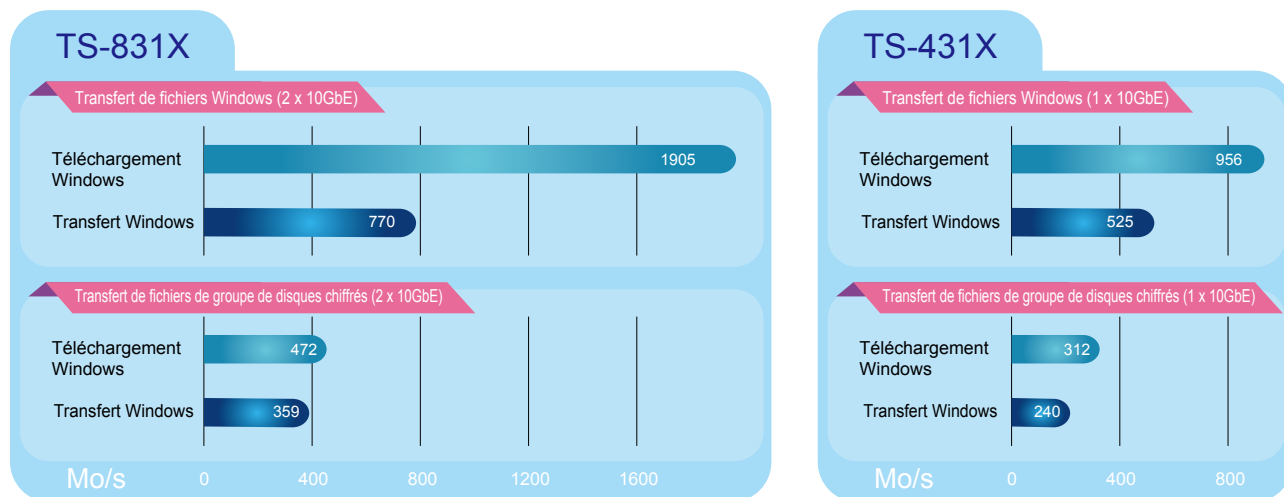 TS-831X
Transfert de fichiers Windows (2 x 10GbE)
Téléchargement
Windows
1905
Transfert Windows
770
Transfert de fichiers de groupe de disques chiffrés (2 x 10GbE)
Téléchargement
Windows
472
Transfert Windows
359
Mo/s 0 400 800 1200 1600
TS-431X
Transfert de fichiers Windows (1 x 10GbE)
Téléchargement
Windows
956
Transfert Windows
525
Transfert de fichiers de groupe de disques chiffrés (1 x 10GbE)
Téléchargement
Windows
312
Transfert Windows
240
Mo/s 0 400 800